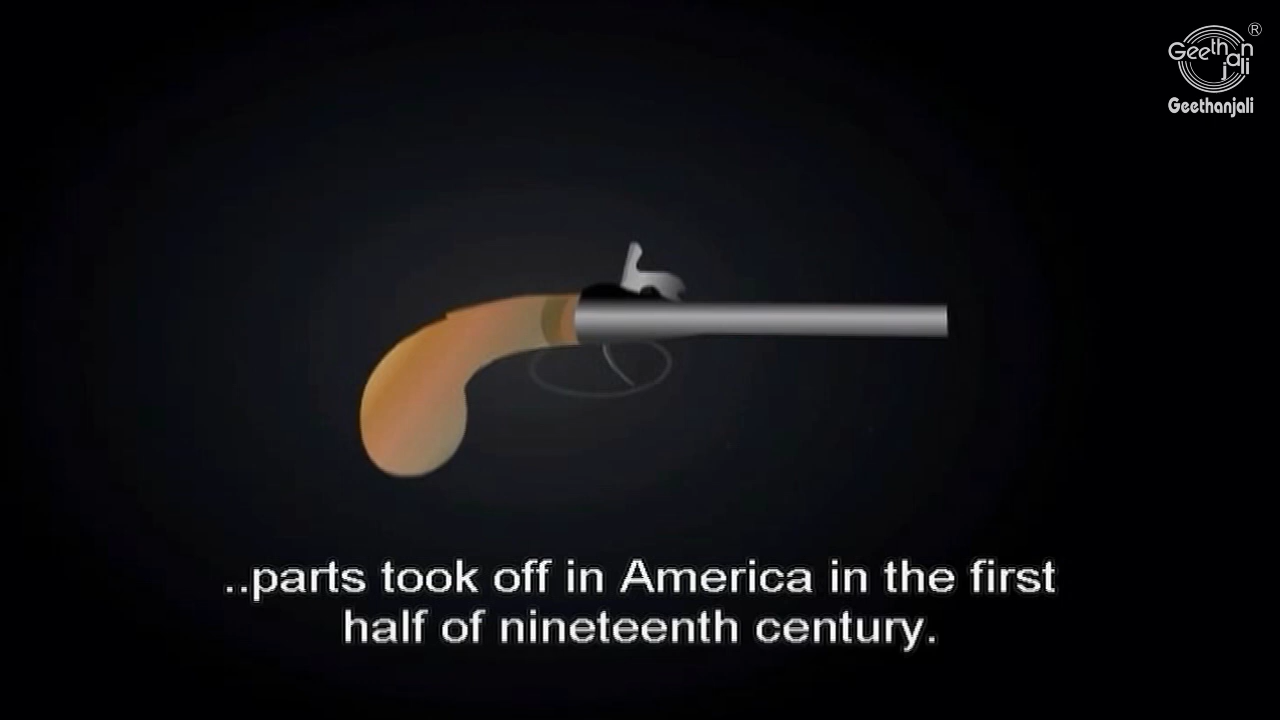 Geethanjali
®
Geethanjali
..parts took off in America in the first
half of nineteenth century.